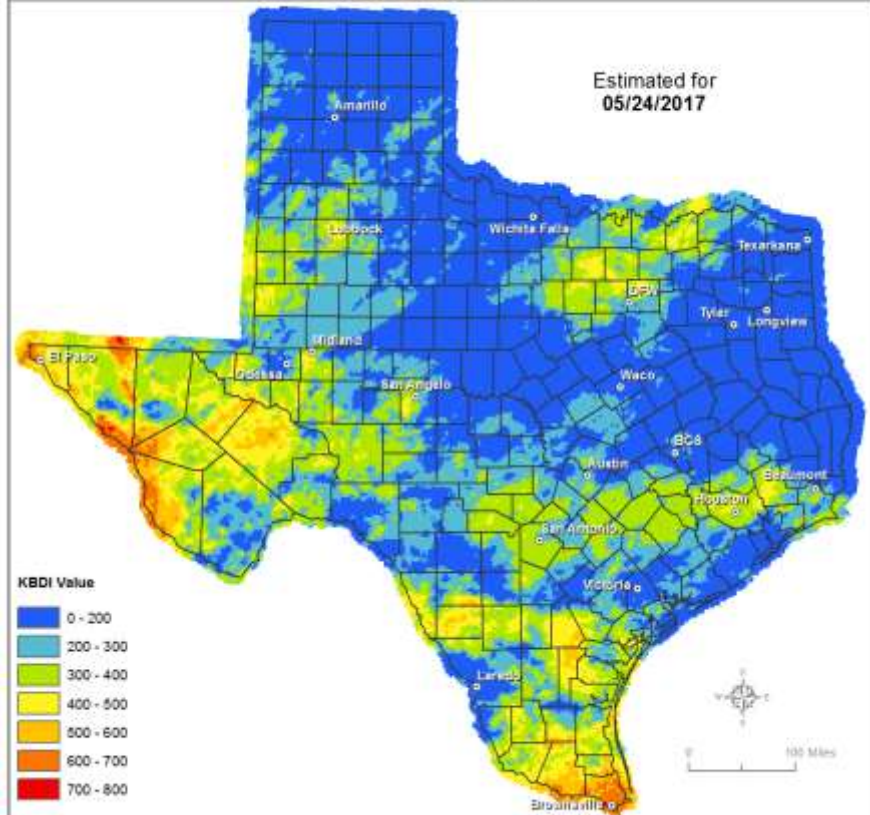 Estimated for
05/24/2017
Amarillo
Lubbock
Wichita Falls
Texarkana
DFW
Tyler
Longview
El Paso
Midland
Odessa
San Angelo
Waco
BCS
Austin
Beaumont
Houston
San Antonio
Victoria
Laredo
Brownsville
KBDI Value
0 - 200
200 - 300
300 - 400
400 - 500
500 - 600
600 - 700
700 - 800
0 100 Miles